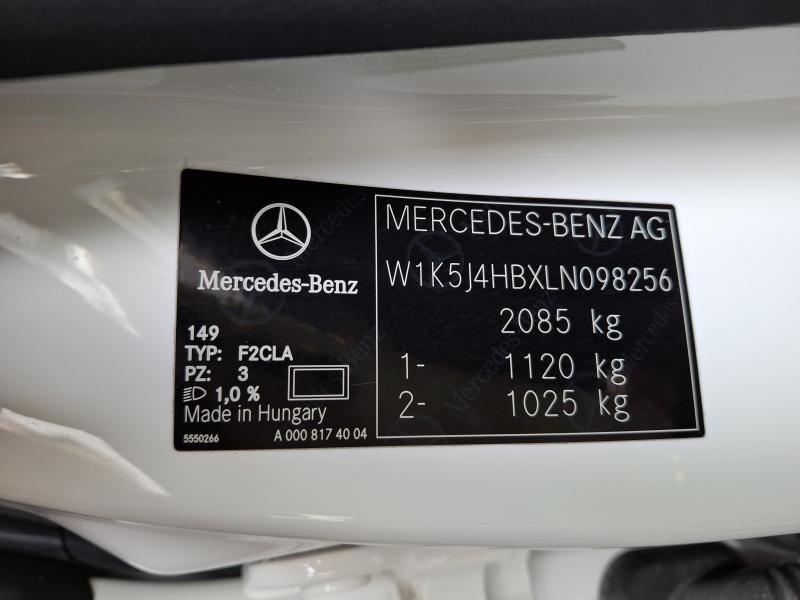 Mercedes-Benz
149
TYP: F2CLA
PZ: 3
1,0 %
Made in Hungary
5550266 A 000 817 40 04
MERCEDES-BENZ AG
W1K5J4HBXLN098256
2085 kg
1- 1120 kg
2- 1025 kg